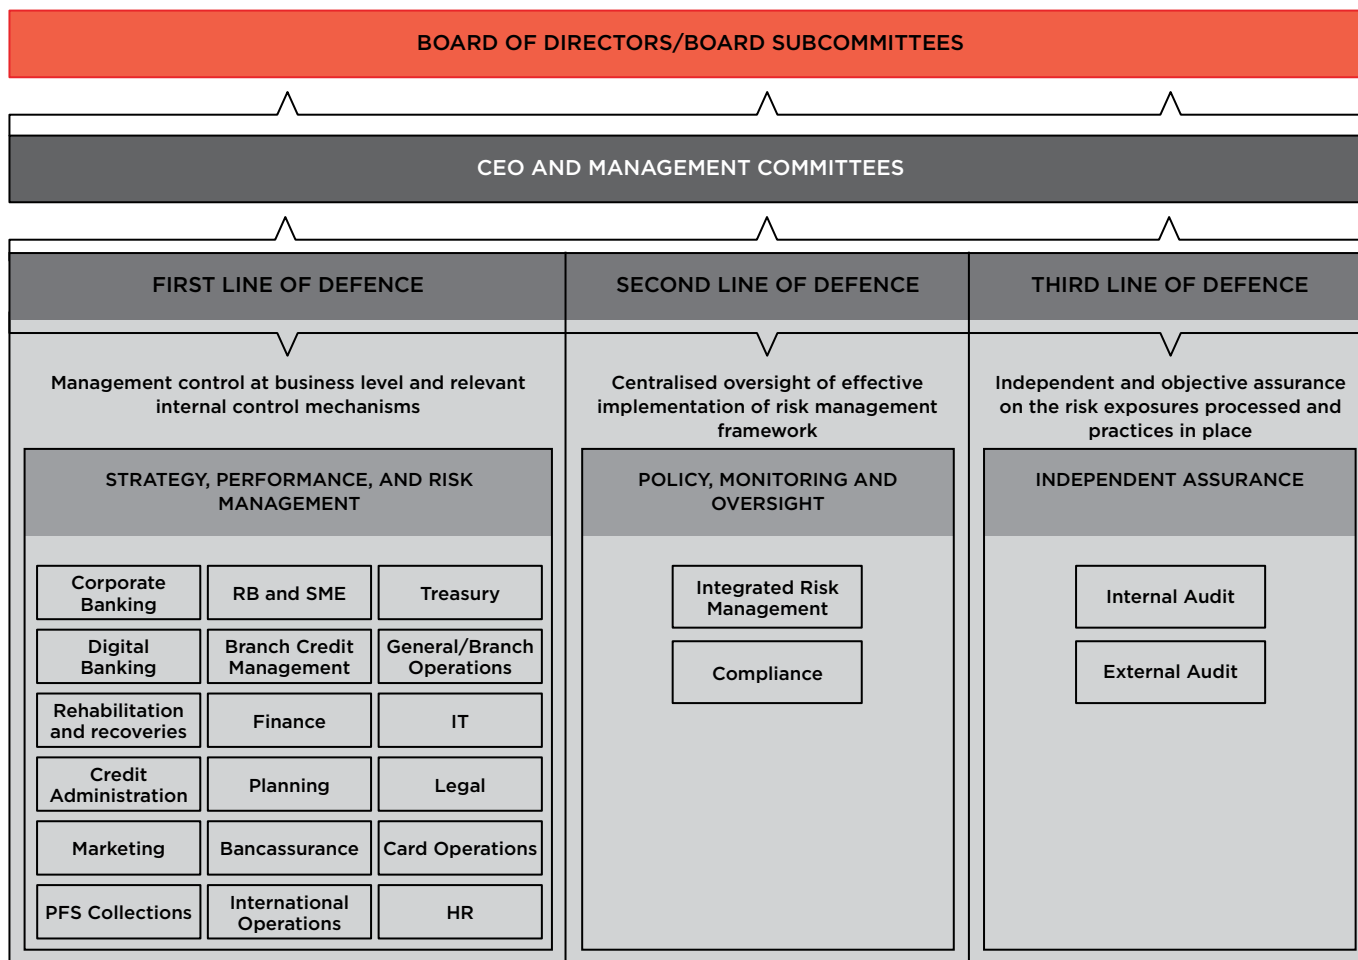 BOARD OF DIRECTORS/BOARD SUBCOMMITTEES
CEO AND MANAGEMENT COMMITTEES
FIRST LINE OF DEFENCE
Management control at business level and relevant
internal control mechanisms
STRATEGY, PERFORMANCE, AND RISK
MANAGEMENT
Corporate
Banking
RB and SME
Treasury
Digital
Banking
Branch Credit
Management
General/Branch
Operations
Rehabilitation
and recoveries
Finance
IT
Credit
Administration
Planning
Legal
Marketing
Bancassurance
Card Operations
PFS Collections
International
Operations
HR
SECOND LINE OF DEFENCE
Centralised oversight of effective
implementation of risk management
framework
POLICY, MONITORING AND
OVERSIGHT
Integrated Risk
Management
Compliance
THIRD LINE OF DEFENCE
Independent and objective assurance
on the risk exposures processed and
practices in place
INDEPENDENT ASSURANCE
Internal Audit
External Audit